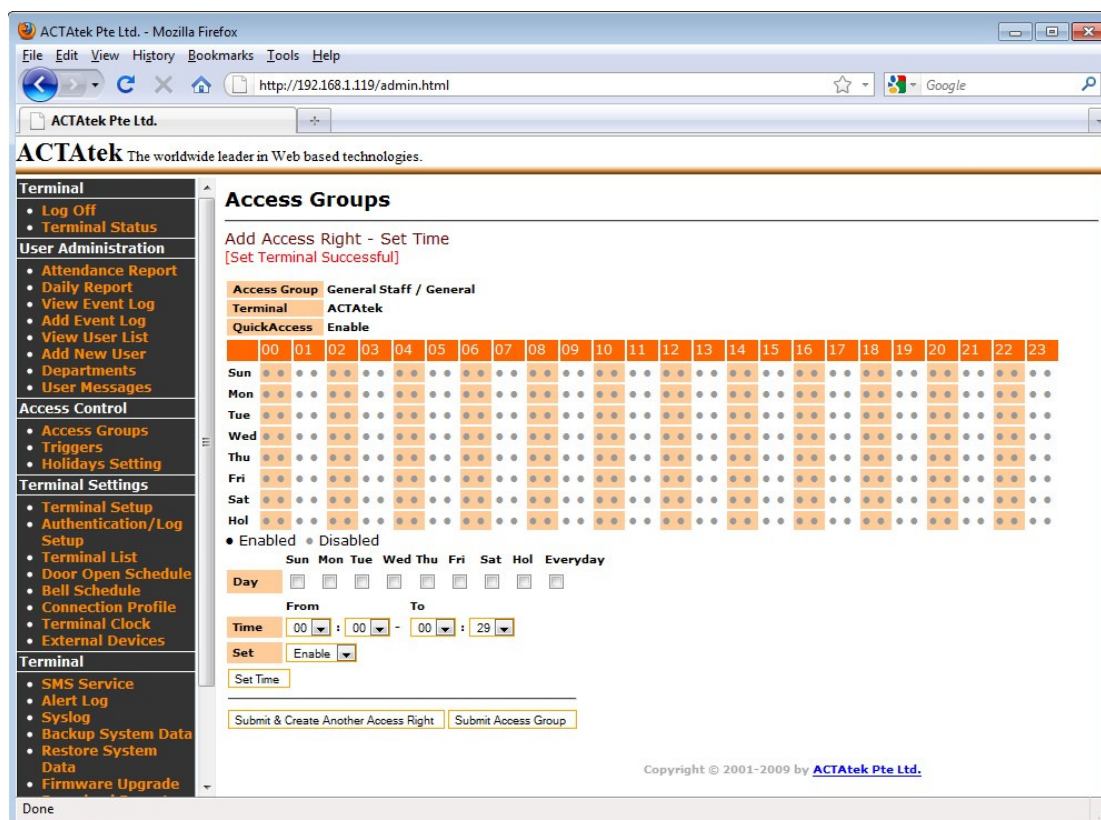 ACTAtek Pte Ltd. - Mozilla Firefox
File Edit View History Bookmarks Tools Help
http://192.168.1.119/admin.html
Google
ACTAtek Pte Ltd.
ACTAtek The worldwide leader in Web based technologies.
Terminal
Log Off
Terminal Status
User Administration
Attendance Report
Daily Report
View Event Log
Add Event Log
View User List
Add New User
Departments
User Messages
Access Control
Access Groups
Triggers
Holidays Setting
Terminal Settings
Terminal Setup
Authentication/Log
Setup
Terminal List
Door Open Schedule
Bell Schedule
Connection Profile
Terminal Clock
External Devices
Terminal
SMS Service
Alert Log
Syslog
Backup System Data
Restore System
Data
Firmware Upgrade
Access Groups
Add Access Right - Set Time
[Set Terminal Successful]
Access Group General Staff / General
Terminal ACTAtek
QuickAccess Enable
00 01 02 03 04 05 06 07 08 09 10 11 12 13 14 15 16 17 18 19 20 21 22 23
Sun
Mon
Tue
Wed
Thu
Fri
Sat
Hol
Enabled Disabled
Sun Mon Tue Wed Thu Fri Sat Hol Everyday
Day
From To
Time 00 : 00 - 00 : 29
Set Enable
Set Time
Submit & Create Another Access Right Submit Access Group
Copyright © 2001-2009 by ACTAtek Pte Ltd.
Done